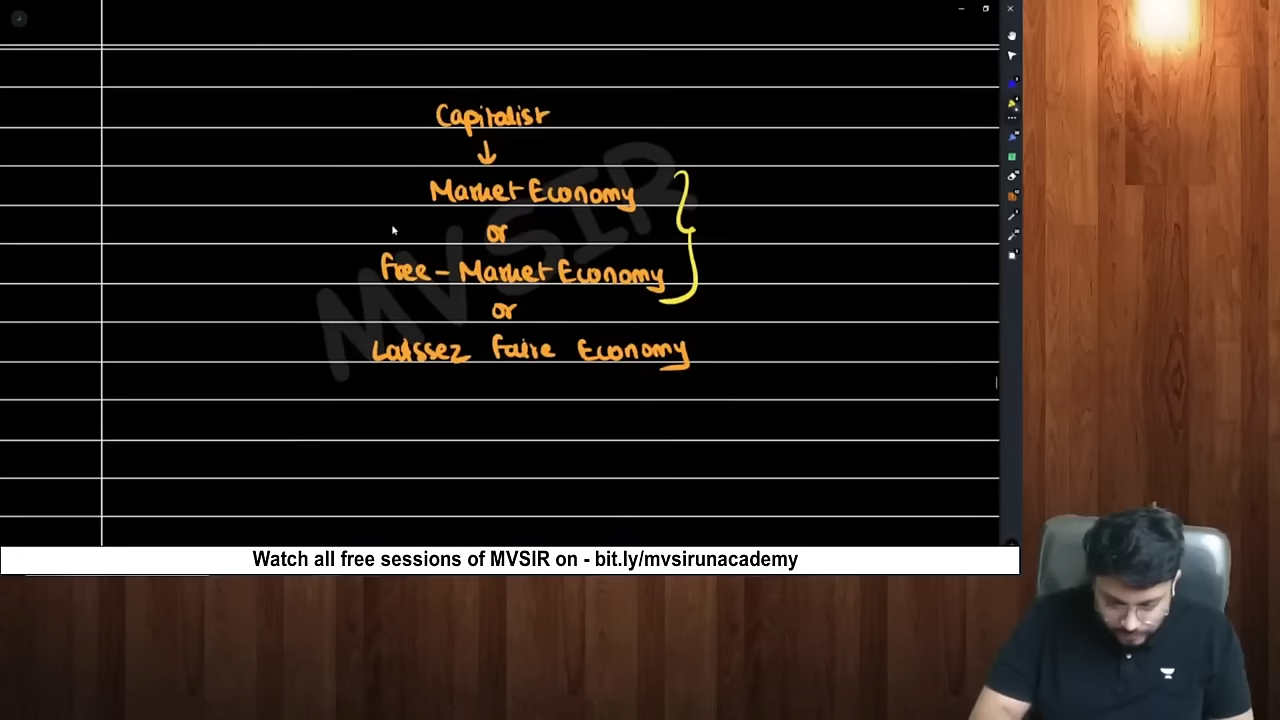 Capitalist
↓
Market Economy
or
Free - Market Economy
or
Laissez Faire Economy
MVSIR
Watch all free sessions of MVSIR on - bit.ly/mvsirunacademy